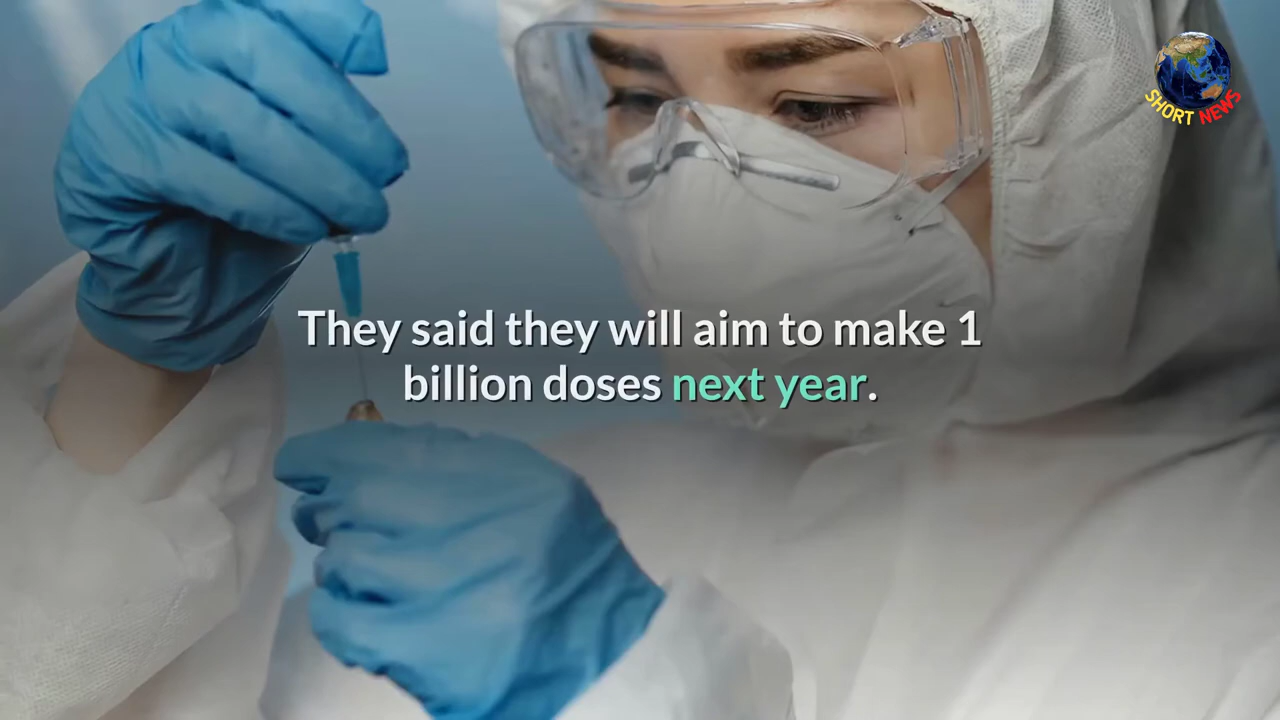 SHORT NEWS
They said they will aim to make 1
billion doses next year.